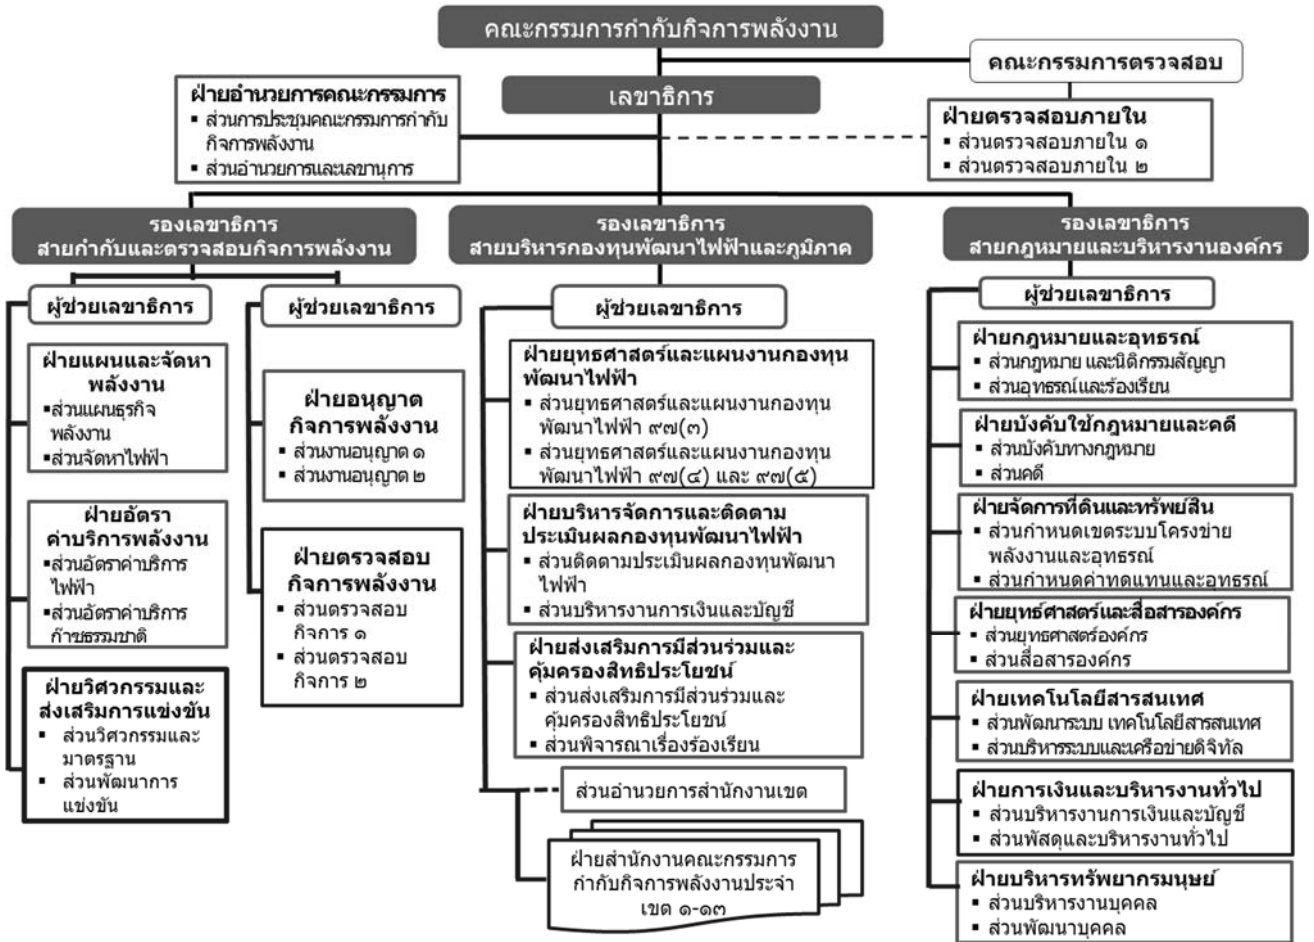 คณะกรรมการกำกับกิจการพลังงาน
คณะกรรมการตรวจสอบ
เลขาธิการ
ฝ่ายอำนวยการคณะกรรมการ
▪ ส่วนการประชุมคณะกรรมการกำกับ
กิจการพลังงาน
▪ ส่วนอำนวยการและเลขานุการ
ฝ่ายตรวจสอบภายใน
▪ ส่วนตรวจสอบภายใน ๑
▪ ส่วนตรวจสอบภายใน ๒
รองเลขาธิการ
สายกำกับและตรวจสอบกิจการพลังงาน
ผู้ช่วยเลขาธิการ
ฝ่ายแผนและจัดหา
พลังงาน
▪ส่วนแผนธุรกิจ
พลังงาน
▪ส่วนจัดหาไฟฟ้า
ฝ่ายอัตรา
ค่าบริการพลังงาน
▪ส่วนอัตราค่าบริการ
ไฟฟ้า
▪ส่วนอัตราค่าบริการ
ก๊าซธรรมชาติ
ฝ่ายวิศวกรรมและ
ส่งเสริมการแข่งขัน
▪ ส่วนวิศวกรรมและ
มาตรฐาน
▪ ส่วนพัฒนาการ
แข่งขัน
ผู้ช่วยเลขาธิการ
ฝ่ายอนุญาต
กิจการพลังงาน
▪ ส่วนงานอนุญาต ๑
▪ ส่วนงานอนุญาต ๒
ฝ่ายตรวจสอบ
กิจการพลังงาน
▪ ส่วนตรวจสอบ
กิจการ ๑
▪ ส่วนตรวจสอบ
กิจการ ๒
รองเลขาธิการ
สายบริหารกองทุนพัฒนาไฟฟ้าและภูมิภาค
ผู้ช่วยเลขาธิการ
ฝ่ายยุทธศาสตร์และแผนงานกองทุน
พัฒนาไฟฟ้า
▪ ส่วนยุทธศาสตร์และแผนงานกองทุน
พัฒนาไฟฟ้า ๙๗(๓)
▪ ส่วนยุทธศาสตร์และแผนงานกองทุน
พัฒนาไฟฟ้า ๙๗(๔) และ ๙๗(๕)
ฝ่ายบริหารจัดการและติดตาม
ประเมินผลกองทุนพัฒนาไฟฟ้า
▪ ส่วนติดตามประเมินผลกองทุนพัฒนา
ไฟฟ้า
▪ ส่วนบริหารงานการเงินและบัญชี
ฝ่ายส่งเสริมการมีส่วนร่วมและ
คุ้มครองสิทธิประโยชน์
▪ ส่วนส่งเสริมการมีส่วนร่วมและ
คุ้มครองสิทธิประโยชน์
▪ ส่วนพิจารณาเรื่องร้องเรียน
ส่วนอำนวยการสำนักงานเขต
ฝ่ายสำนักงานคณะกรรมการ
กำกับกิจการพลังงานประจำ
เขต ๑-๑๓
รองเลขาธิการ
สายกฎหมายและบริหารงานองค์กร
ผู้ช่วยเลขาธิการ
ฝ่ายกฎหมายและอุทธรณ์
▪ ส่วนกฎหมาย และนิติกรรมสัญญา
▪ ส่วนอุทธรณ์และร้องเรียน
ฝ่ายบังคับใช้กฎหมายและคดี
▪ ส่วนบังคับทางกฎหมาย
▪ ส่วนคดี
ฝ่ายจัดการที่ดินและทรัพย์สิน
▪ ส่วนกำหนดเขตระบบโครงข่าย
พลังงานและอุทธรณ์
▪ ส่วนกำหนดค่าทดแทนและอุทธรณ์
ฝ่ายยุทธ์ศาสตร์และสื่อสารองค์กร
▪ ส่วนยุทธศาสตร์องค์กร
▪ ส่วนสื่อสารองค์กร
ฝ่ายเทคโนโลยีสารสนเทศ
▪ ส่วนพัฒนาระบบ เทคโนโลยีสารสนเทศ
▪ ส่วนบริหารระบบและเครือข่ายดิจิทัล
ฝ่ายการเงินและบริหารงานทั่วไป
▪ ส่วนบริหารงานการเงินและบัญชี
▪ ส่วนพัสดุและบริหารงานทั่วไป
ฝ่ายบริหารทรัพยากรมนุษย์
▪ ส่วนบริหารงานบุคคล
▪ ส่วนพัฒนาบุคคล